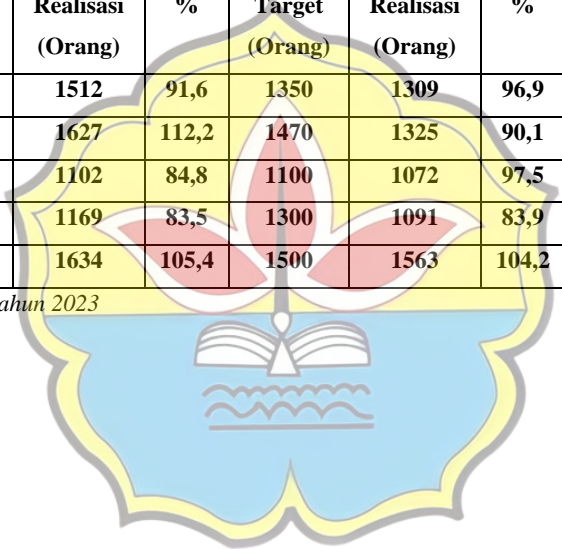 Realisasi % Target Realisasi %
(Orang) (Orang) (Orang)
1512 91,6 1350 1309 96,9
1627 112,2 1470 1325 90,1
1102 84,8 1100 1072 97,5
1169 83,5 1300 1091 83,9
1634 105,4 1500 1563 104,2
ahun 2023